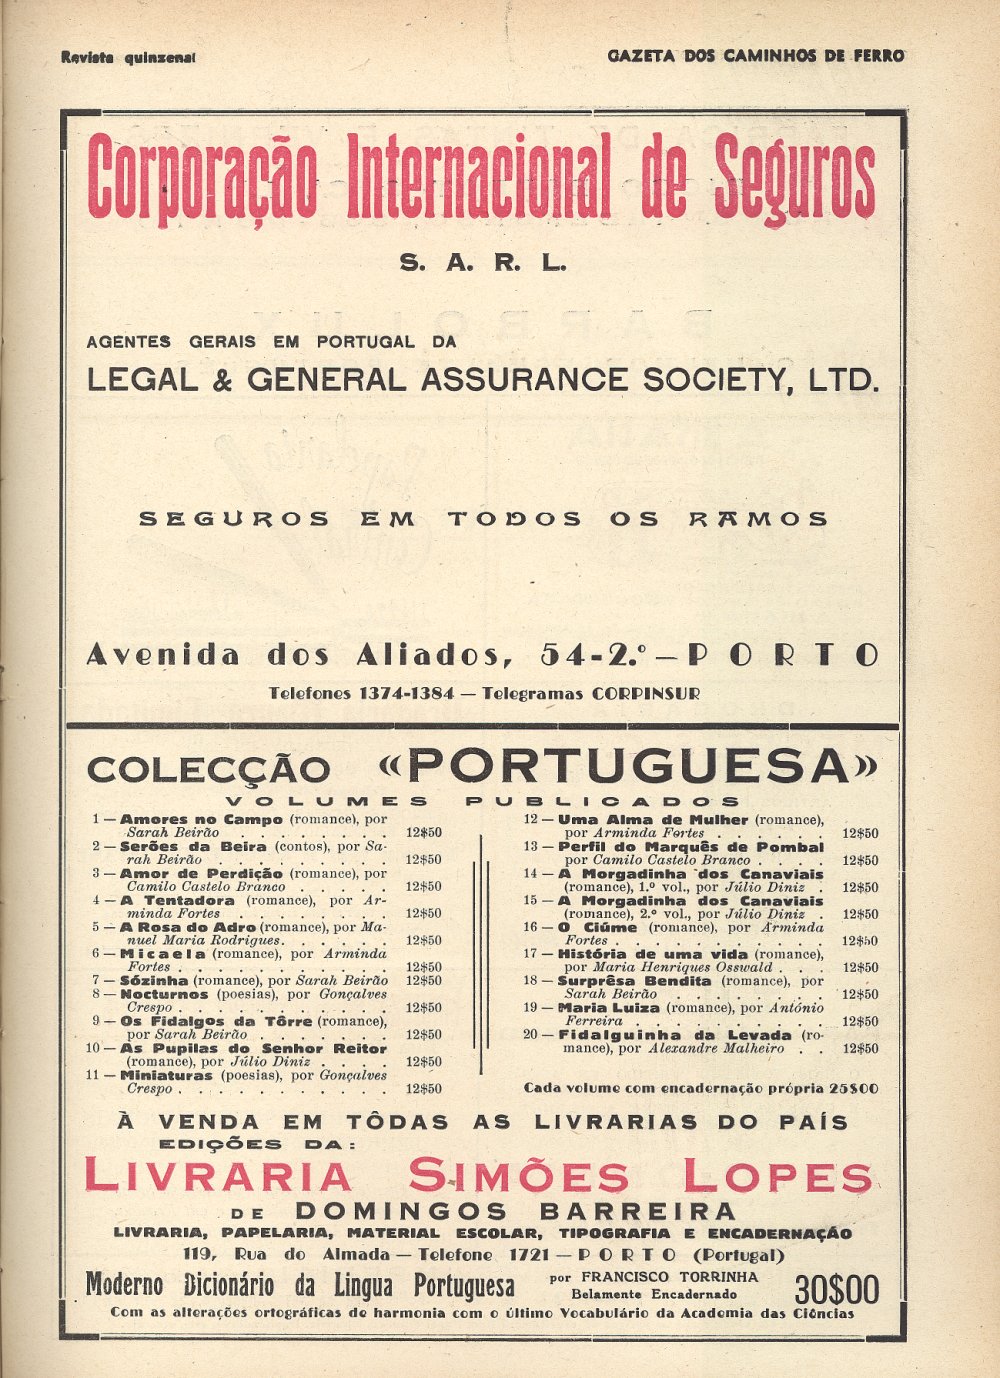 Revista quinzenal
GAZETA DOS CAMINHOS DE FERRO
Corporação Internacional de Seguros
S. A. R. L.
AGENTES GERAIS EM PORTUGAL DA
LEGAL & GENERAL ASSURANCE SOCIETY, LTD.
SEGUROS EM TODOS OS RAMOS
Avenida dos Aliados, 54-2.º — PORTO
Telefones 1374-1384 — Telegramas CORPINSUR
COLECÇÃO «PORTUGUESA»
VOLUMES PUBLICADOS
1 — Amores no Campo (romance), por
Sarah Beirão . . . . . . . 12$50
2 — Serões da Beira (contos), por Sa-
rah Beirão . . . . . . . . 12$50
3 — Amor de Perdição (romance), por
Camilo Castelo Branco . . . . . 12$50
4 — A Tentadora (romance), por Ar-
minda Fortes . . . . . . . 12$50
5 — A Rosa do Adro (romance), por Ma-
nuel Maria Rodrigues . . . . . 12$50
6 — Micaela (romance), por Arminda
Fortes . . . . . . . . . 12$50
7 — Sózinha (romance), por Sarah Beirão 12$50
8 — Nocturnos (poesias), por Gonçalves
Crespo . . . . . . . . . 12$50
9 — Os Fidalgos da Tôrre (romance),
por Sarah Beirão . . . . . . 12$50
10 — As Pupilas do Senhor Reitor
(romance), por Júlio Diniz . . . . 12$50
11 — Miniaturas (poesias), por Gonçalves
Crespo . . . . . . . . . 12$50
12 — Uma Alma de Mulher (romance),
por Arminda Fortes . . . . . . 12$50
13 — Perfil do Marquês de Pombal
por Camilo Castelo Branco . . . . 12$50
14 — A Morgadinha dos Canaviais
(romance), 1.º vol., por Júlio Diniz . 12$50
15 — A Morgadinha dos Canaviais
(romance), 2.º vol., por Júlio Diniz . 12$50
16 — O Ciúme (romance), por Arminda
Fortes . . . . . . . . . 12$50
17 — História de uma vida (romance),
por Maria Henriques Osswald . . . 12$50
18 — Surprêsa Bendita (romance), por
Sarah Beirão . . . . . . . 12$50
19 — Maria Luiza (romance), por António
Ferreira . . . . . . . . . 12$50
20 — Fidalguinha da Levada (ro-
mance), por Alexandre Malheiro . . 12$50
Cada volume com encadernação própria 25$00
À VENDA EM TÔDAS AS LIVRARIAS DO PAÍS
EDIÇÕES DA:
LIVRARIA SIMÕES LOPES
DE DOMINGOS BARREIRA
LIVRARIA, PAPELARIA, MATERIAL ESCOLAR, TIPOGRAFIA E ENCADERNAÇÃO
119, Rua do Almada — Telefone 1721 — PORTO (Portugal)
Moderno Dicionário da Lingua Portuguesa
por FRANCISCO TORRINHA
Belamente Encadernado
30$00
Com as alterações ortográficas de harmonia com o último Vocabulário da Academia das Ciências